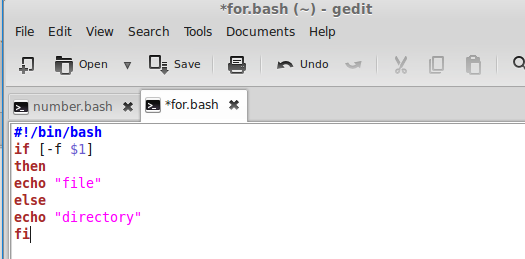 *for.bash (~) - gedit
File Edit View Search Tools Documents Help
Open Save Undo
number.bash *for.bash
#!/bin/bash
if [-f $1]
then
echo "file"
else
echo "directory"
fi